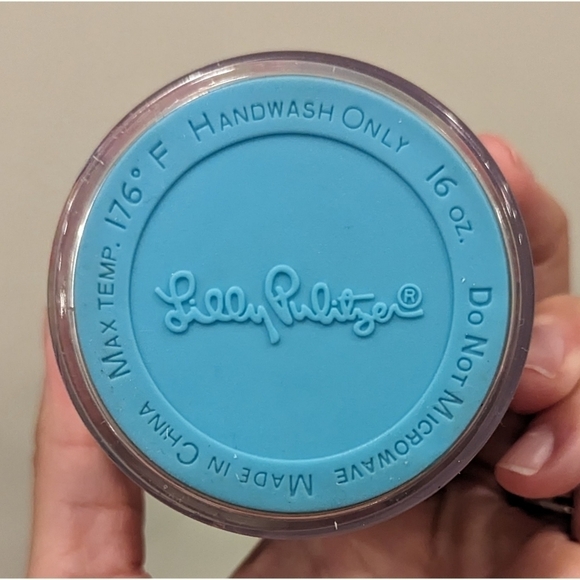 MAX TEMP. 176° F HANDWASH ONLY 16 OZ. DO NOT MICROWAVE MADE IN CHINA
Lilly Pulitzer®